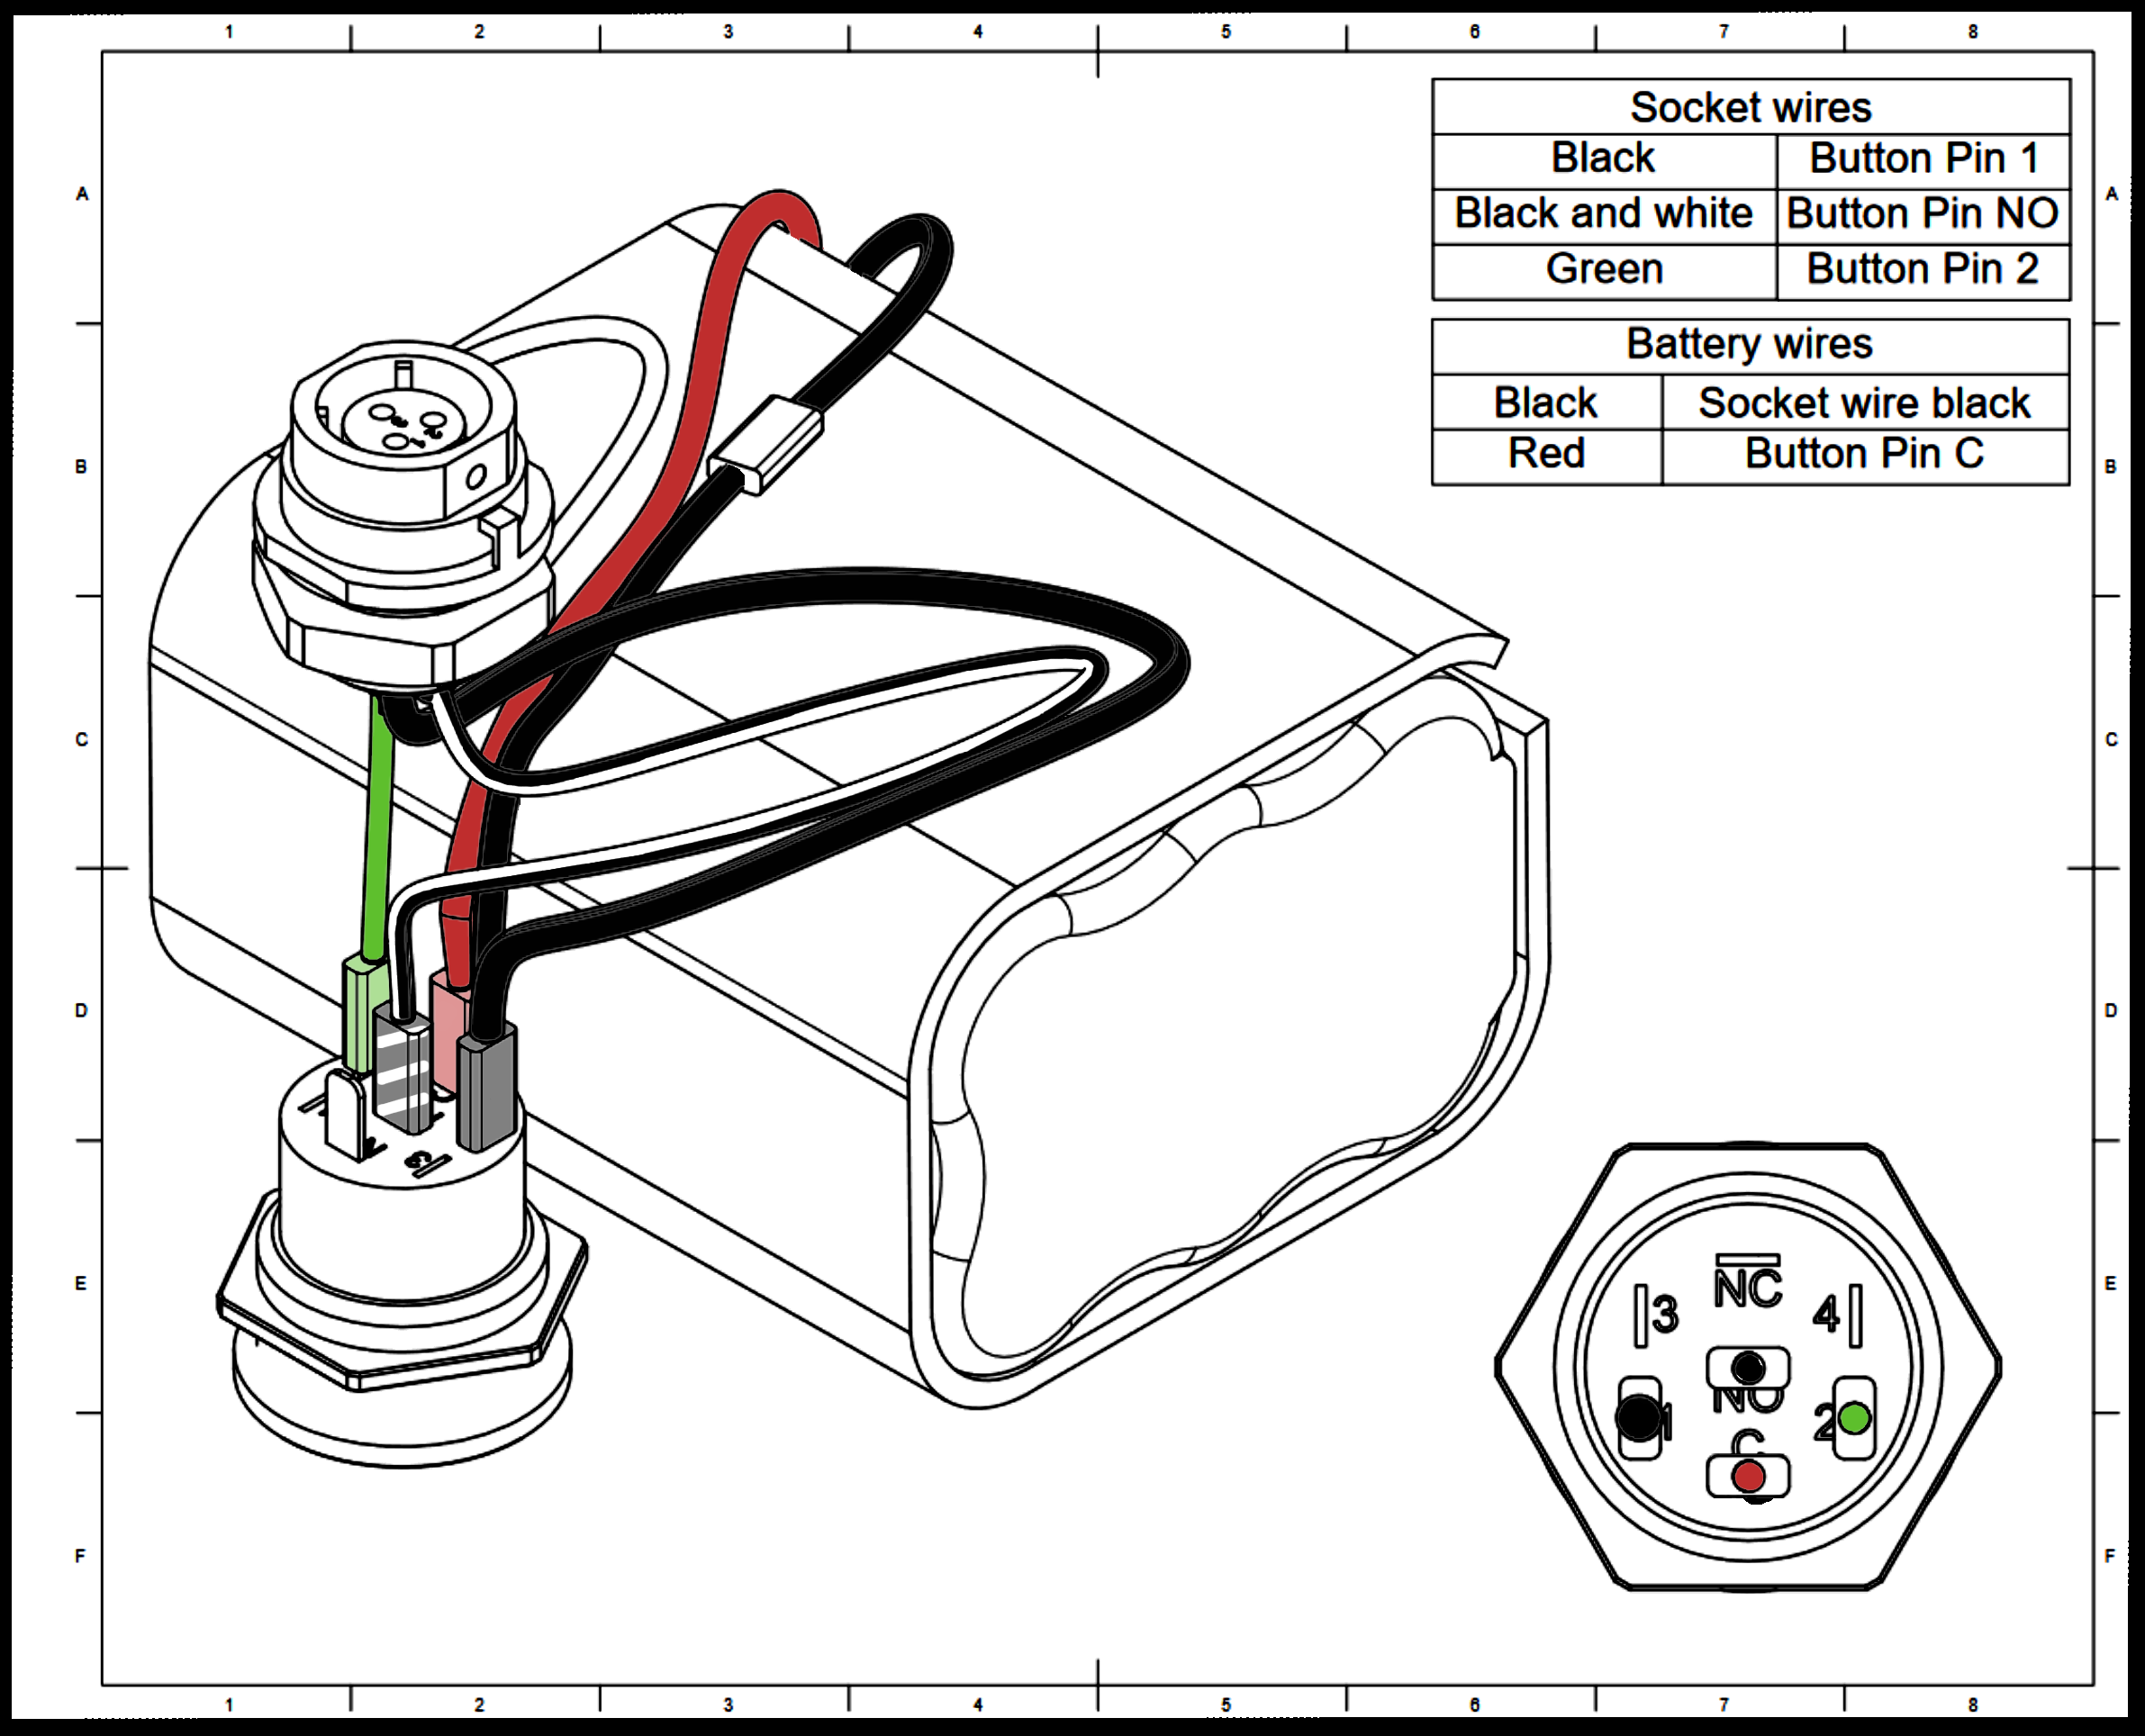 1 2 3 4 5 6 7 8
Socket wires
Black Button Pin 1
Black and white Button Pin NO
Green Button Pin 2
Battery wires
Black Socket wire black
Red Button Pin C
A A
B B
C C
D D
E E
F F
NC
3 4
NO
1 2
C
1 2 3 4 5 6 7 8